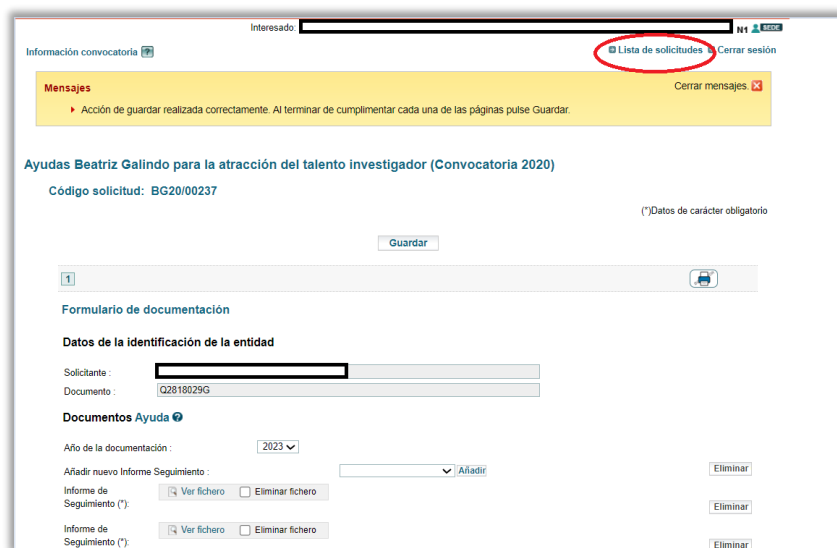 Interesado:
N1 SEDE
Información convocatoria ?
Lista de solicitudes Cerrar sesión
Mensajes
Cerrar mensajes.
Acción de guardar realizada correctamente. Al terminar de cumplimentar cada una de las páginas pulse Guardar.
Ayudas Beatriz Galindo para la atracción del talento investigador (Convocatoria 2020)
Código solicitud: BG20/00237
(*)Datos de carácter obligatorio
Guardar
1
Formulario de documentación
Datos de la identificación de la entidad
Solicitante :
Documento : Q2818029G
Documentos Ayuda ?
Año de la documentación : 2023
Añadir nuevo Informe Seguimiento : Añadir
Eliminar
Informe de Seguimiento (*): Ver fichero Eliminar fichero
Eliminar
Informe de Seguimiento (*): Ver fichero Eliminar fichero
Eliminar